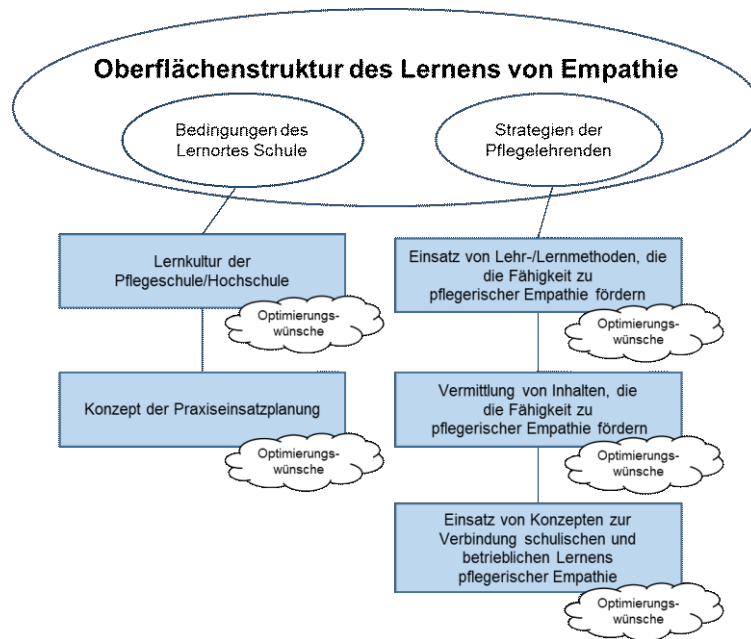 Oberflächenstruktur des Lernens von Empathie
Bedingungen des
Lernortes Schule
Strategien der
Pflegelehrenden
Lernkultur der
Pflegeschule/Hochschule
Optimierungs-
wünsche
Konzept der Praxiseinsatzplanung
Optimierungs-
wünsche
Einsatz von Lehr-/Lernmethoden, die
die Fähigkeit zu
pflegerischer Empathie fördern
Optimierungs-
wünsche
Vermittlung von Inhalten, die
die Fähigkeit zu
pflegerischer Empathie fördern
Optimierungs-
wünsche
Einsatz von Konzepten zur
Verbindung schulischen und
betrieblichen Lernens
pflegerischer Empathie
Optimierungs-
wünsche